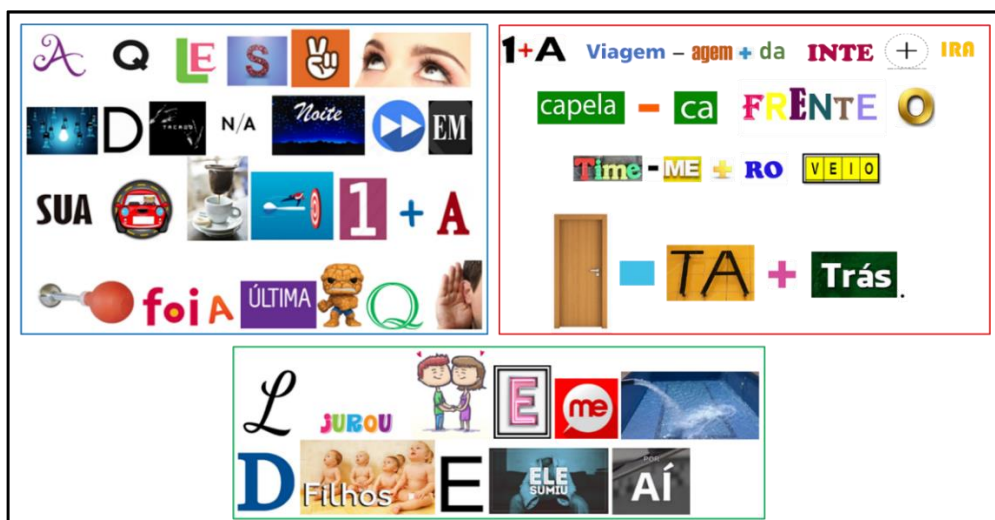 A Q LE S
D N/A Noite EM
SUA 1 + A
foi A ÚLTIMA Q
1+A Viagem – agem + da INTE + IRA
capela – ca FRENTE O
Time - ME + RO VEIO
– TA + Trás.
L JUROU E me
D Filhos E ELE SUMIU POR AÍ